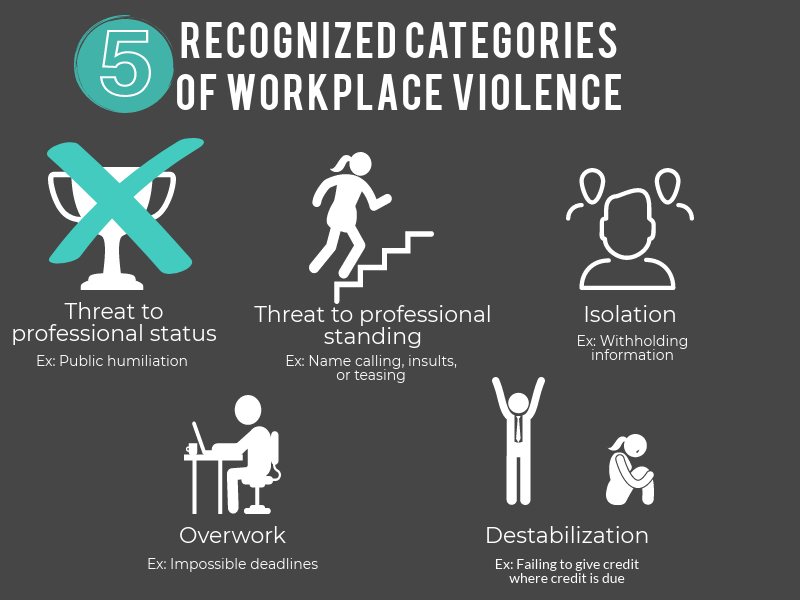 5
RECOGNIZED CATEGORIES
OF WORKPLACE VIOLENCE
Threat to
professional status
Ex: Public humiliation
Threat to professional
standing
Ex: Name calling, insults,
or teasing
Isolation
Ex: Withholding
information
Overwork
Ex: Impossible deadlines
Destabilization
Ex: Failing to give credit
where credit is due